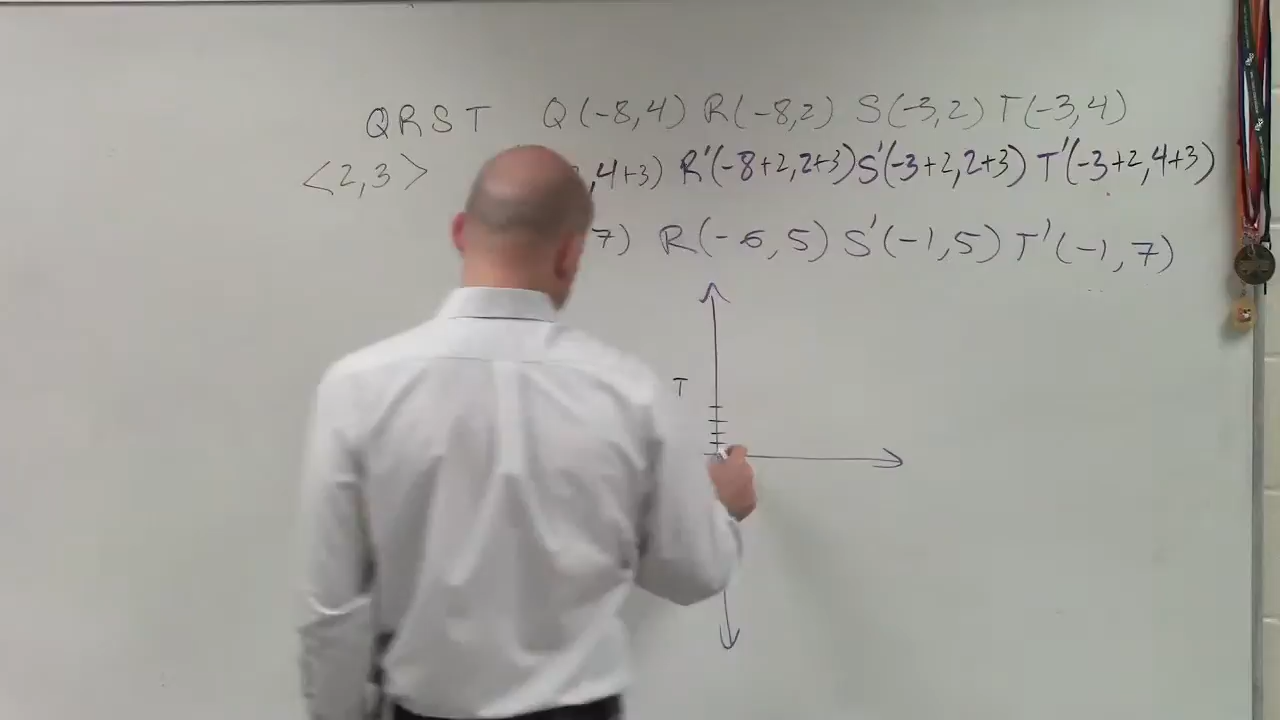 QRST Q(-8,4) R(-8,2) S(-3,2) T(-3,4)
<2,3> ,4+3) R'(-8+2,2+3) S'(-3+2,2+3) T'(-3+2,4+3)
7) R(-6,5) S'(-1,5) T'(-1,7)
T